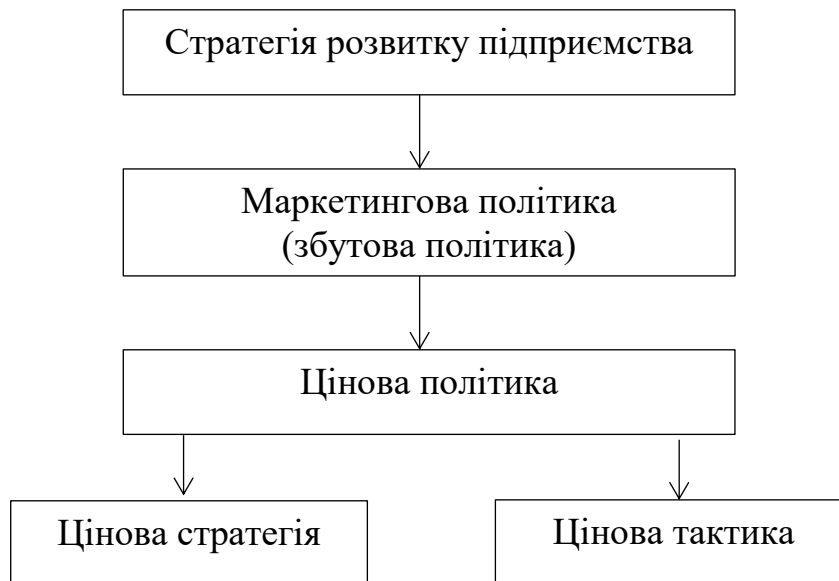 Стратегія розвитку підприємства
Маркетингова політика
(збутова політика)
Цінова політика
Цінова стратегія
Цінова тактика